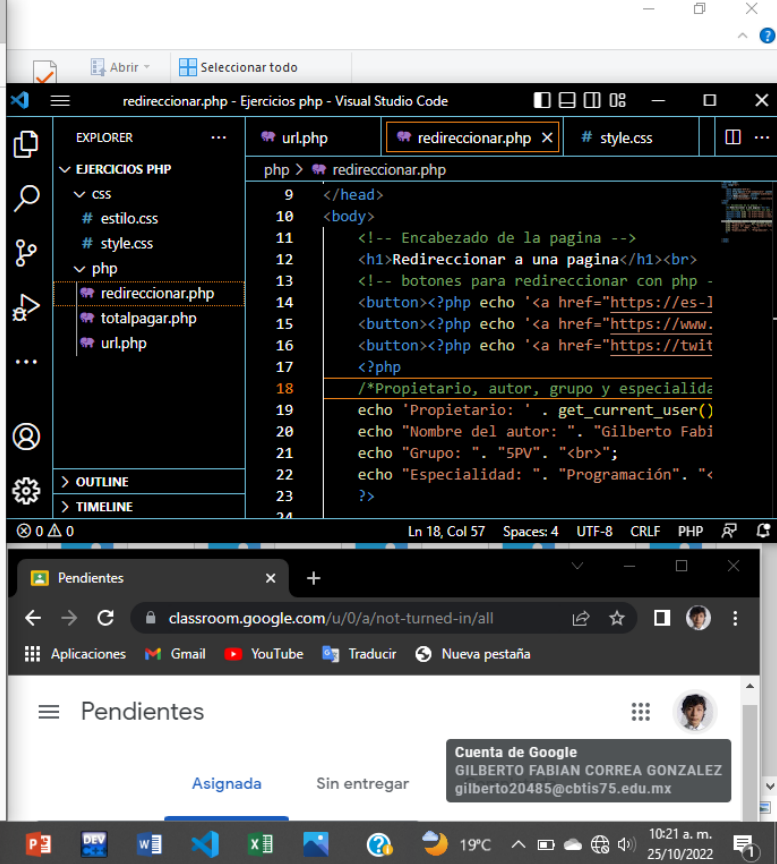 Abrir
Seleccionar todo
redireccionar.php - Ejercicios php - Visual Studio Code
EXPLORER
url.php
redireccionar.php
# style.css
EJERCICIOS PHP
css
# estilo.css
# style.css
php
redireccionar.php
totalpagar.php
url.php
OUTLINE
TIMELINE
php > redireccionar.php
9 </head>
10 <body>
11 <!-- Encabezado de la pagina -->
12 <h1>Redireccionar a una pagina</h1><br>
13 <!-- botones para redireccionar con php -
14 <button><?php echo '<a href="https://es-l
15 <button><?php echo '<a href="https://www.
16 <button><?php echo '<a href="https://twit
17 <?php
18 /*Propietario, autor, grupo y especialida
19 echo 'Propietario: ' . get_current_user()
20 echo "Nombre del autor: ". "Gilberto Fabi
21 echo "Grupo: ". "5PV". "<br>";
22 echo "Especialidad: ". "Programación". "<
23 ?>
24
0 0
Ln 18, Col 57 Spaces: 4 UTF-8 CRLF PHP
Pendientes
classroom.google.com/u/0/a/not-turned-in/all
Aplicaciones Gmail YouTube Traducir Nueva pestaña
Pendientes
Cuenta de Google
GILBERTO FABIAN CORREA GONZALEZ
gilberto20485@cbtis75.edu.mx
Asignada Sin entregar
19°C
10:21 a. m.
25/10/2022
1